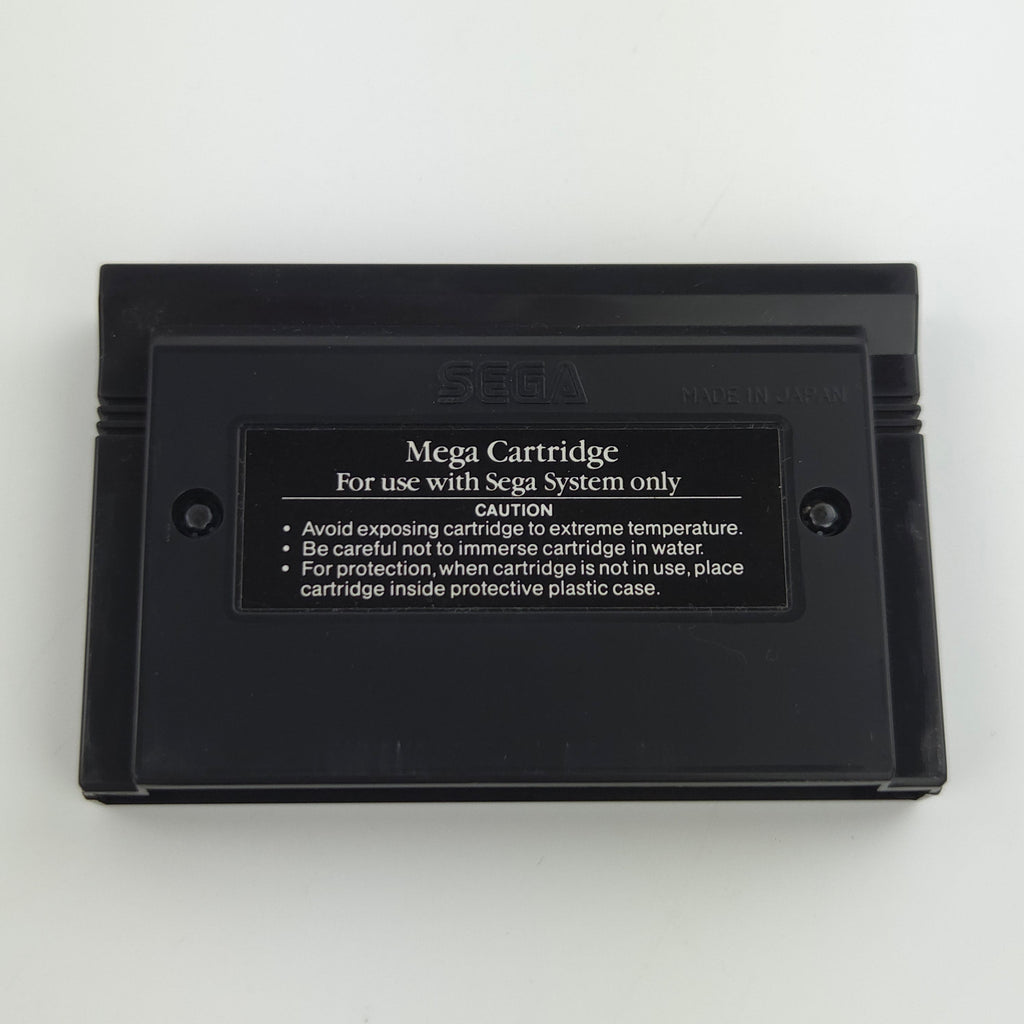 SEGA
MADE IN JAPAN
Mega Cartridge
For use with Sega System only
CAUTION
• Avoid exposing cartridge to extreme temperature.
• Be careful not to immerse cartridge in water.
• For protection, when cartridge is not in use, place
cartridge inside protective plastic case.